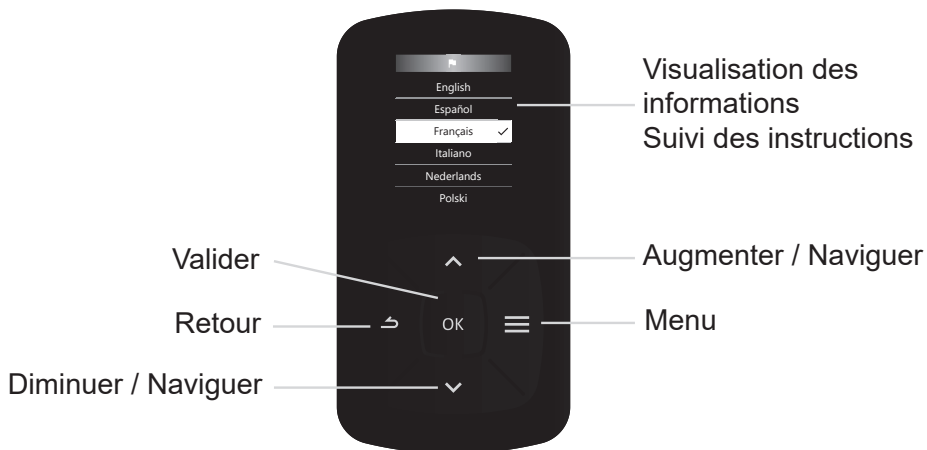 English
Español
Français
Italiano
Nederlands
Polski
Visualisation des
informations
Suivi des instructions
Valider
Augmenter / Naviguer
Retour
OK
Menu
Diminuer / Naviguer